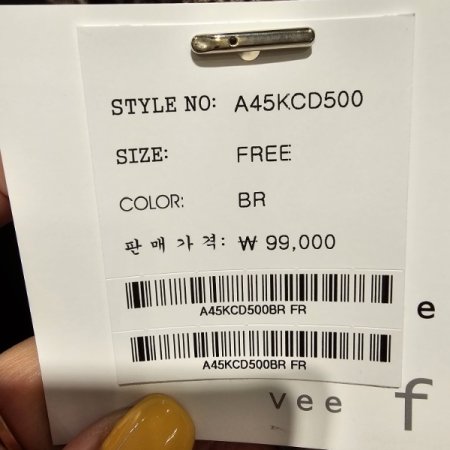 STYLE NO: A45KCD500
SIZE: FREE
COLOR: BR
판매가격: ₩ 99,000
A45KCD500BR FR
A45KCD500BR FR
e
vee f